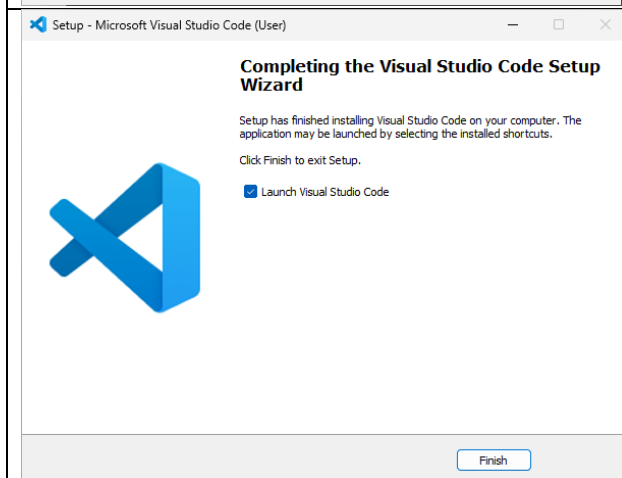 Setup - Microsoft Visual Studio Code (User)
Completing the Visual Studio Code Setup
Wizard
Setup has finished installing Visual Studio Code on your computer. The
application may be launched by selecting the installed shortcuts.
Click Finish to exit Setup.
Launch Visual Studio Code
Finish